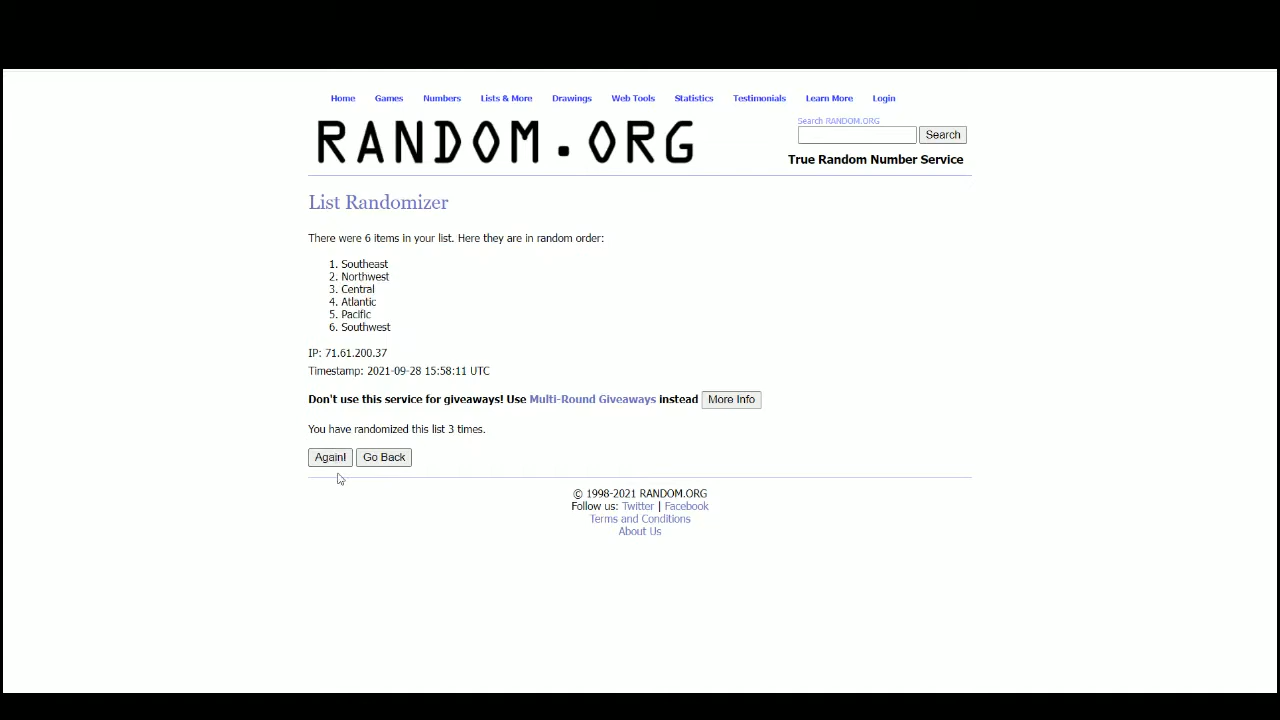 Home Games Numbers Lists & More Drawings Web Tools Statistics Testimonials Learn More Login
Search RANDOM.ORG
RANDOM.ORG
Search
True Random Number Service
List Randomizer
There were 6 items in your list. Here they are in random order:
1. Southeast
2. Northwest
3. Central
4. Atlantic
5. Pacific
6. Southwest
IP: 71.61.200.37
Timestamp: 2021-09-28 15:58:11 UTC
Don't use this service for giveaways! Use Multi-Round Giveaways instead More Info
You have randomized this list 3 times.
Again! Go Back
© 1998-2021 RANDOM.ORG
Follow us: Twitter | Facebook
Terms and Conditions
About Us